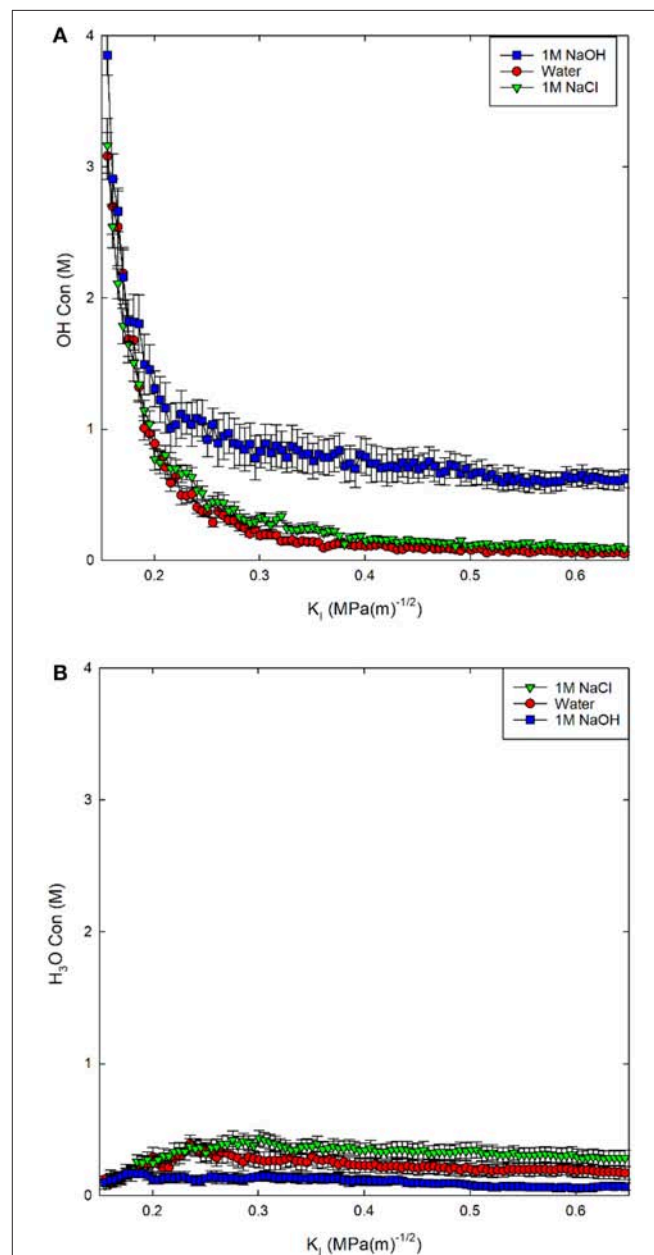 A
1M NaOH
Water
1M NaCl
OH Con (M)
4
3
2
1
0
0.2 0.3 0.4 0.5 0.6
K_I (MPa(m)^-1/2)
B
1M NaCl
Water
1M NaOH
H₃O Con (M)
4
3
2
1
0
0.2 0.3 0.4 0.5 0.6
K_I (MPa(m)^-1/2)